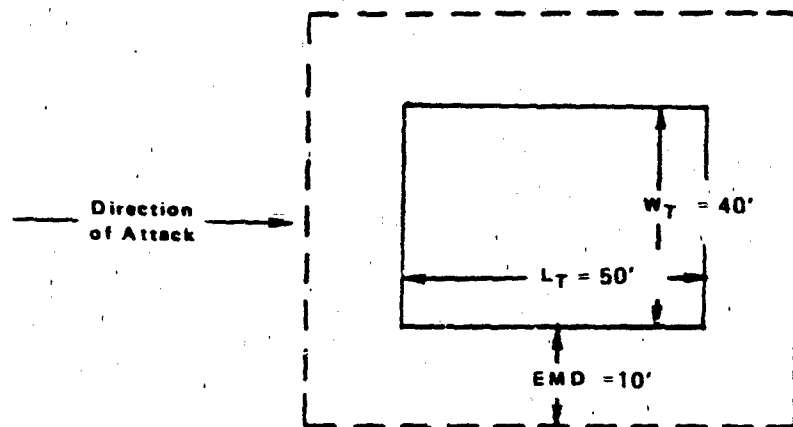 Direction
of Attack
W_T = 40'
L_T = 50'
EMD = 10'